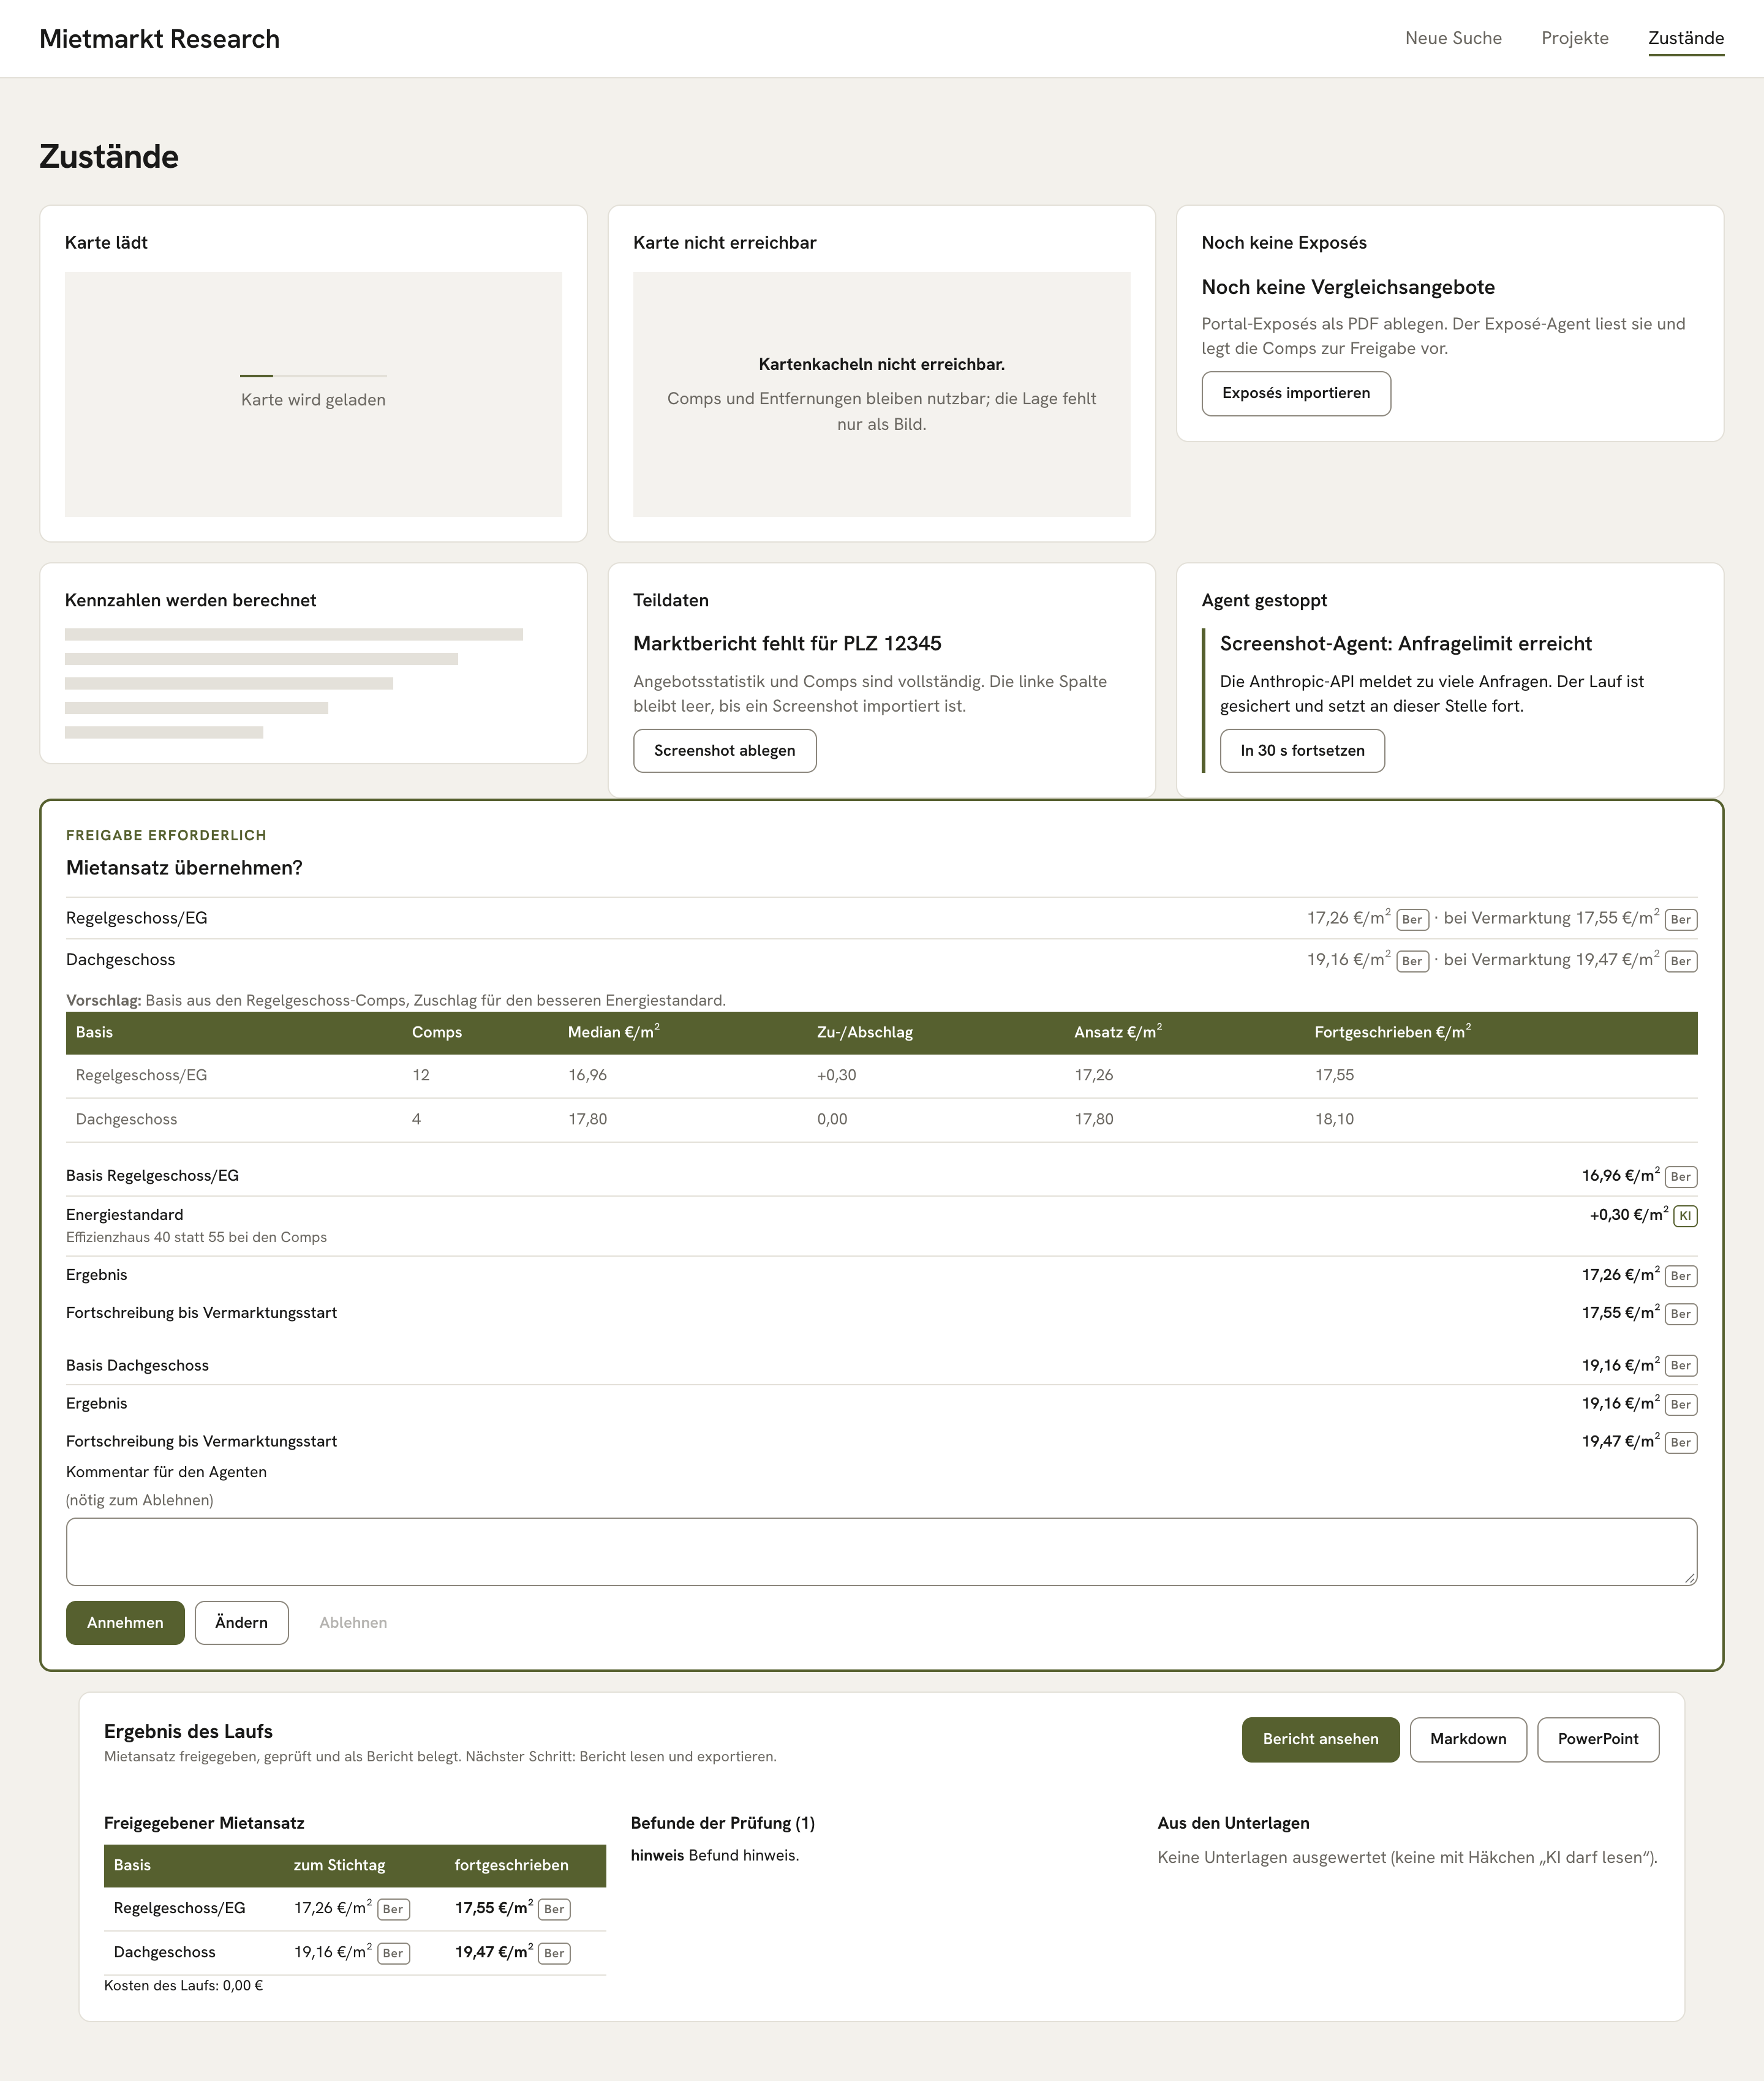 Mietmarkt Research
Neue Suche Projekte Zustände
Zustände
Karte lädt
Karte wird geladen
Karte nicht erreichbar
Kartenkacheln nicht erreichbar.
Comps und Entfernungen bleiben nutzbar; die Lage fehlt
nur als Bild.
Noch keine Exposés
Noch keine Vergleichsangebote
Portal-Exposés als PDF ablegen. Der Exposé-Agent liest sie und
legt die Comps zur Freigabe vor.
Exposés importieren
Kennzahlen werden berechnet
Teildaten
Marktbericht fehlt für PLZ 12345
Angebotsstatistik und Comps sind vollständig. Die linke Spalte
bleibt leer, bis ein Screenshot importiert ist.
Screenshot ablegen
Agent gestoppt
Screenshot-Agent: Anfragelimit erreicht
Die Anthropic-API meldet zu viele Anfragen. Der Lauf ist
gesichert und setzt an dieser Stelle fort.
In 30 s fortsetzen
FREIGABE ERFORDERLICH
Mietansatz übernehmen?
Regelgeschoss/EG 17,26 €/m² Ber · bei Vermarktung 17,55 €/m² Ber
Dachgeschoss 19,16 €/m² Ber · bei Vermarktung 19,47 €/m² Ber
Vorschlag: Basis aus den Regelgeschoss-Comps, Zuschlag für den besseren Energiestandard.
Basis Comps Median €/m² Zu-/Abschlag Ansatz €/m² Fortgeschrieben €/m²
Regelgeschoss/EG 12 16,96 +0,30 17,26 17,55
Dachgeschoss 4 17,80 0,00 17,80 18,10
Basis Regelgeschoss/EG 16,96 €/m² Ber
Energiestandard +0,30 €/m² KI
Effizienzhaus 40 statt 55 bei den Comps
Ergebnis 17,26 €/m² Ber
Fortschreibung bis Vermarktungsstart 17,55 €/m² Ber
Basis Dachgeschoss 19,16 €/m² Ber
Ergebnis 19,16 €/m² Ber
Fortschreibung bis Vermarktungsstart 19,47 €/m² Ber
Kommentar für den Agenten
(nötig zum Ablehnen)
Annehmen Ändern Ablehnen
Ergebnis des Laufs
Mietansatz freigegeben, geprüft und als Bericht belegt. Nächster Schritt: Bericht lesen und exportieren.
Bericht ansehen Markdown PowerPoint
Freigegebener Mietansatz
Basis zum Stichtag fortgeschrieben
Regelgeschoss/EG 17,26 €/m² Ber 17,55 €/m² Ber
Dachgeschoss 19,16 €/m² Ber 19,47 €/m² Ber
Kosten des Laufs: 0,00 €
Befunde der Prüfung (1)
hinweis Befund hinweis.
Aus den Unterlagen
Keine Unterlagen ausgewertet (keine mit Häkchen „KI darf lesen“).